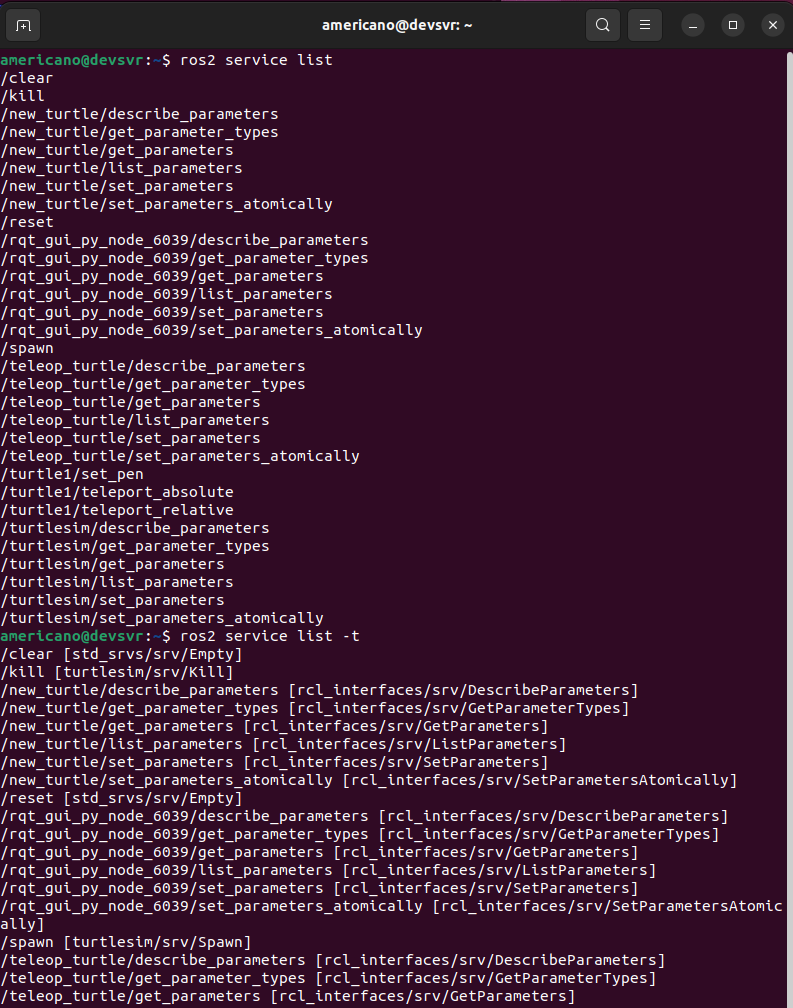 americano@devsvr: ~
americano@devsvr:~$ ros2 service list
/clear
/kill
/new_turtle/describe_parameters
/new_turtle/get_parameter_types
/new_turtle/get_parameters
/new_turtle/list_parameters
/new_turtle/set_parameters
/new_turtle/set_parameters_atomically
/reset
/rqt_gui_py_node_6039/describe_parameters
/rqt_gui_py_node_6039/get_parameter_types
/rqt_gui_py_node_6039/get_parameters
/rqt_gui_py_node_6039/list_parameters
/rqt_gui_py_node_6039/set_parameters
/rqt_gui_py_node_6039/set_parameters_atomically
/spawn
/teleop_turtle/describe_parameters
/teleop_turtle/get_parameter_types
/teleop_turtle/get_parameters
/teleop_turtle/list_parameters
/teleop_turtle/set_parameters
/teleop_turtle/set_parameters_atomically
/turtle1/set_pen
/turtle1/teleport_absolute
/turtle1/teleport_relative
/turtlesim/describe_parameters
/turtlesim/get_parameter_types
/turtlesim/get_parameters
/turtlesim/list_parameters
/turtlesim/set_parameters
/turtlesim/set_parameters_atomically
americano@devsvr:~$ ros2 service list -t
/clear [std_srvs/srv/Empty]
/kill [turtlesim/srv/Kill]
/new_turtle/describe_parameters [rcl_interfaces/srv/DescribeParameters]
/new_turtle/get_parameter_types [rcl_interfaces/srv/GetParameterTypes]
/new_turtle/get_parameters [rcl_interfaces/srv/GetParameters]
/new_turtle/list_parameters [rcl_interfaces/srv/ListParameters]
/new_turtle/set_parameters [rcl_interfaces/srv/SetParameters]
/new_turtle/set_parameters_atomically [rcl_interfaces/srv/SetParametersAtomically]
/reset [std_srvs/srv/Empty]
/rqt_gui_py_node_6039/describe_parameters [rcl_interfaces/srv/DescribeParameters]
/rqt_gui_py_node_6039/get_parameter_types [rcl_interfaces/srv/GetParameterTypes]
/rqt_gui_py_node_6039/get_parameters [rcl_interfaces/srv/GetParameters]
/rqt_gui_py_node_6039/list_parameters [rcl_interfaces/srv/ListParameters]
/rqt_gui_py_node_6039/set_parameters [rcl_interfaces/srv/SetParameters]
/rqt_gui_py_node_6039/set_parameters_atomically [rcl_interfaces/srv/SetParametersAtomic
ally]
/spawn [turtlesim/srv/Spawn]
/teleop_turtle/describe_parameters [rcl_interfaces/srv/DescribeParameters]
/teleop_turtle/get_parameter_types [rcl_interfaces/srv/GetParameterTypes]
/teleop_turtle/get_parameters [rcl_interfaces/srv/GetParameters]